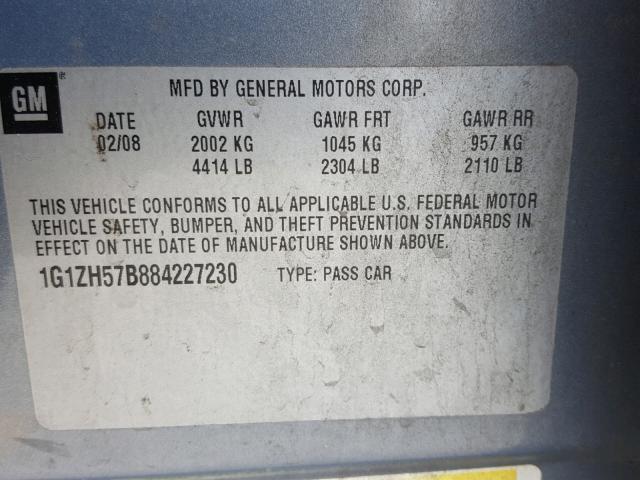 GM ® MFD BY GENERAL MOTORS CORP.
DATE GVWR GAWR FRT GAWR RR
02/08 2002 KG 1045 KG 957 KG
4414 LB 2304 LB 2110 LB
THIS VEHICLE CONFORMS TO ALL APPLICABLE U.S. FEDERAL MOTOR
VEHICLE SAFETY, BUMPER, AND THEFT PREVENTION STANDARDS IN
EFFECT ON THE DATE OF MANUFACTURE SHOWN ABOVE.
1G1ZH57B884227230 TYPE: PASS CAR